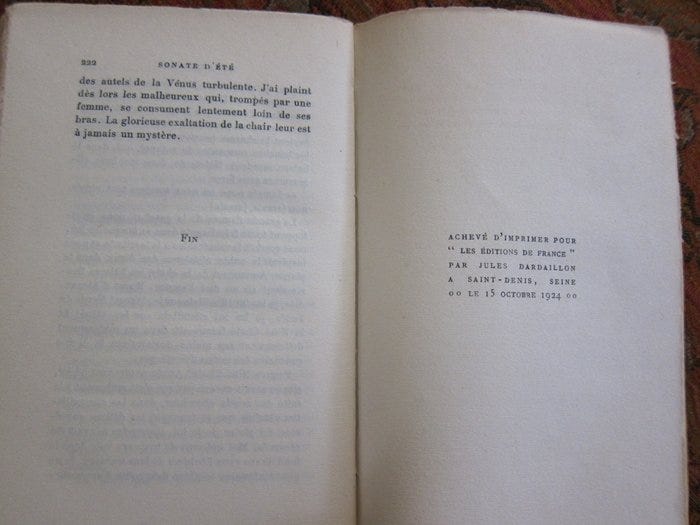 222 SONATE D'ÉTÉ
des autels de la Vénus turbulente. J'ai plaint
dès lors les malheureux qui, trompés par une
femme, se consument lentement loin de ses
bras. La glorieuse exaltation de la chair leur est
à jamais un mystère.
FIN
ACHEVÉ D'IMPRIMER POUR
" LES ÉDITIONS DE FRANCE "
PAR JULES DARDAILLON
A SAINT-DENIS, SEINE
oo LE 15 OCTOBRE 1924 oo